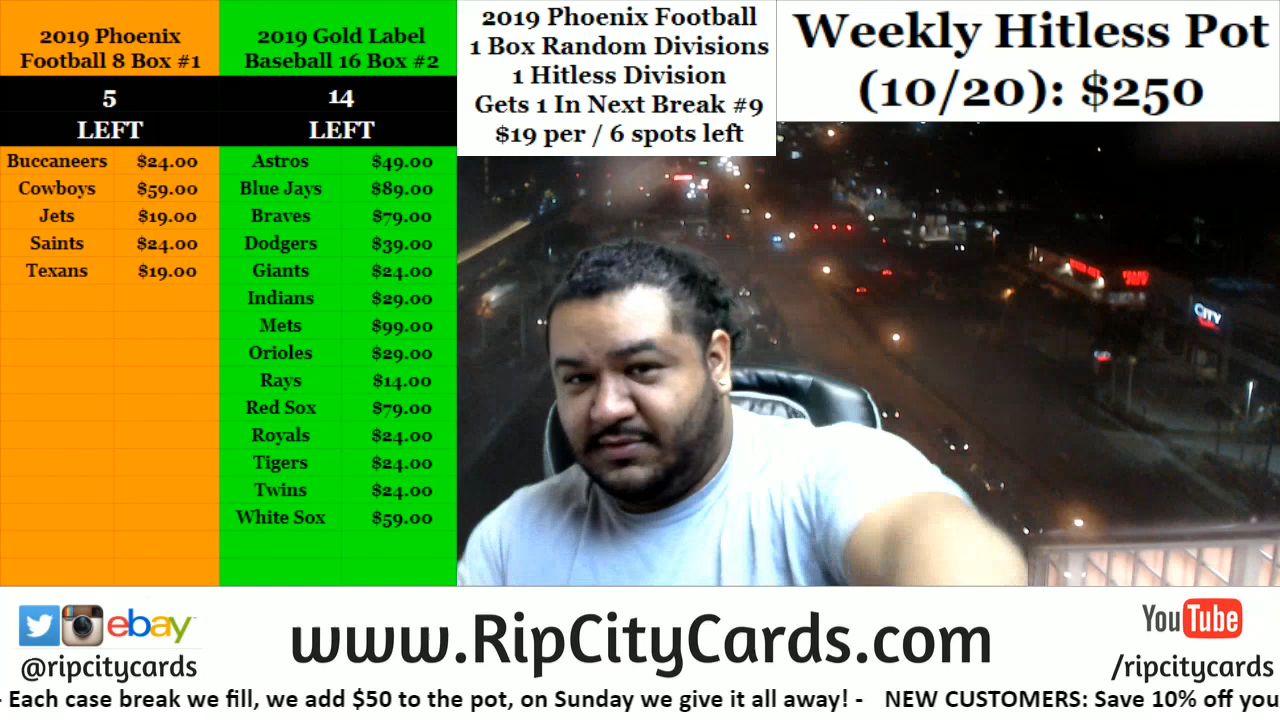 2019 Phoenix
Football 8 Box #1
5
LEFT
Buccaneers $24.00
Cowboys $59.00
Jets $19.00
Saints $24.00
Texans $19.00
2019 Gold Label
Baseball 16 Box #2
14
LEFT
Astros $49.00
Blue Jays $89.00
Braves $79.00
Dodgers $39.00
Giants $24.00
Indians $29.00
Mets $99.00
Orioles $29.00
Rays $14.00
Red Sox $79.00
Royals $24.00
Tigers $24.00
Twins $24.00
White Sox $59.00
2019 Phoenix Football
1 Box Random Divisions
1 Hitless Division
Gets 1 In Next Break #9
$19 per / 6 spots left
Weekly Hitless Pot
(10/20): $250
CITY
ebay
@ripcitycards
www.RipCityCards.com
YouTube
/ripcitycards
- Each case break we fill, we add $50 to the pot, on Sunday we give it all away! - NEW CUSTOMERS: Save 10% off you